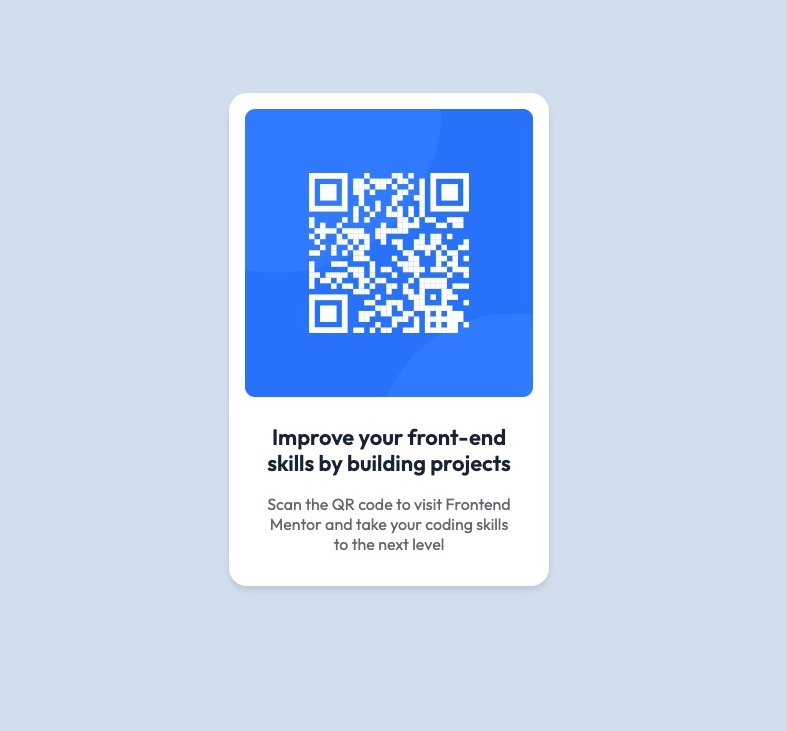 Improve your front-end
skills by building projects
Scan the QR code to visit Frontend
Mentor and take your coding skills
to the next level